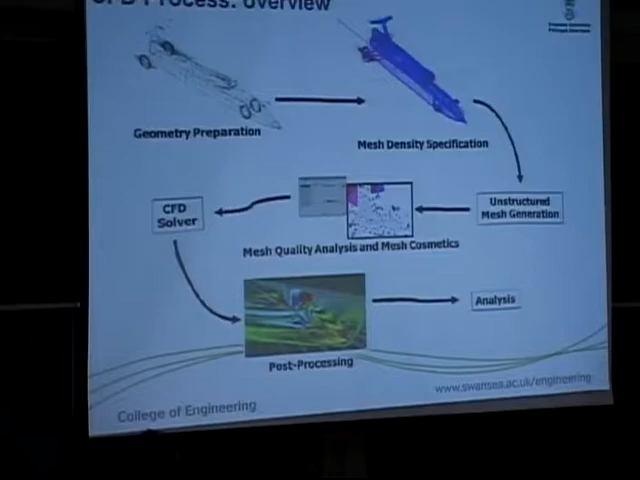 CFD Process: Overview
Geometry Preparation
Mesh Density Specification
Unstructured
Mesh Generation
CFD
Solver
Mesh Quality Analysis and Mesh Cosmetics
Analysis
Post-Processing
www.swansea.ac.uk/engineering
College of Engineering